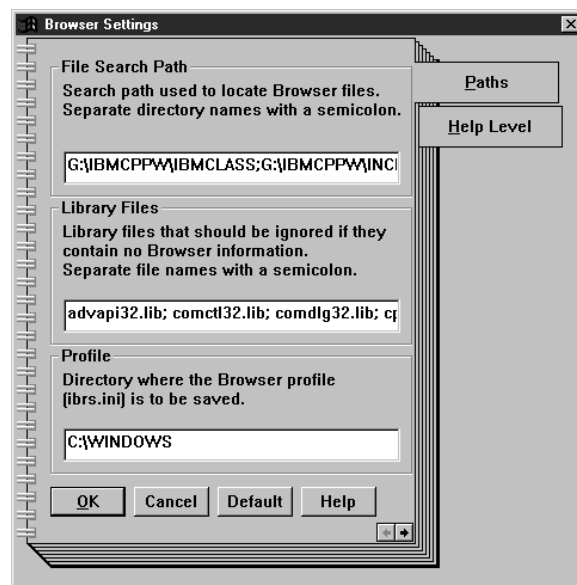 Browser Settings
File Search Path
Search path used to locate Browser files.
Separate directory names with a semicolon.
G:\IBMCPPW\IBMCLASS;G:\IBMCPPW\INCl
Library Files
Library files that should be ignored if they
contain no Browser information.
Separate file names with a semicolon.
advapi32.lib; comctl32.lib; comdlg32.lib; cp
Profile
Directory where the Browser profile
(ibrs.ini) is to be saved.
C:\WINDOWS
OK Cancel Default Help
Paths
Help Level